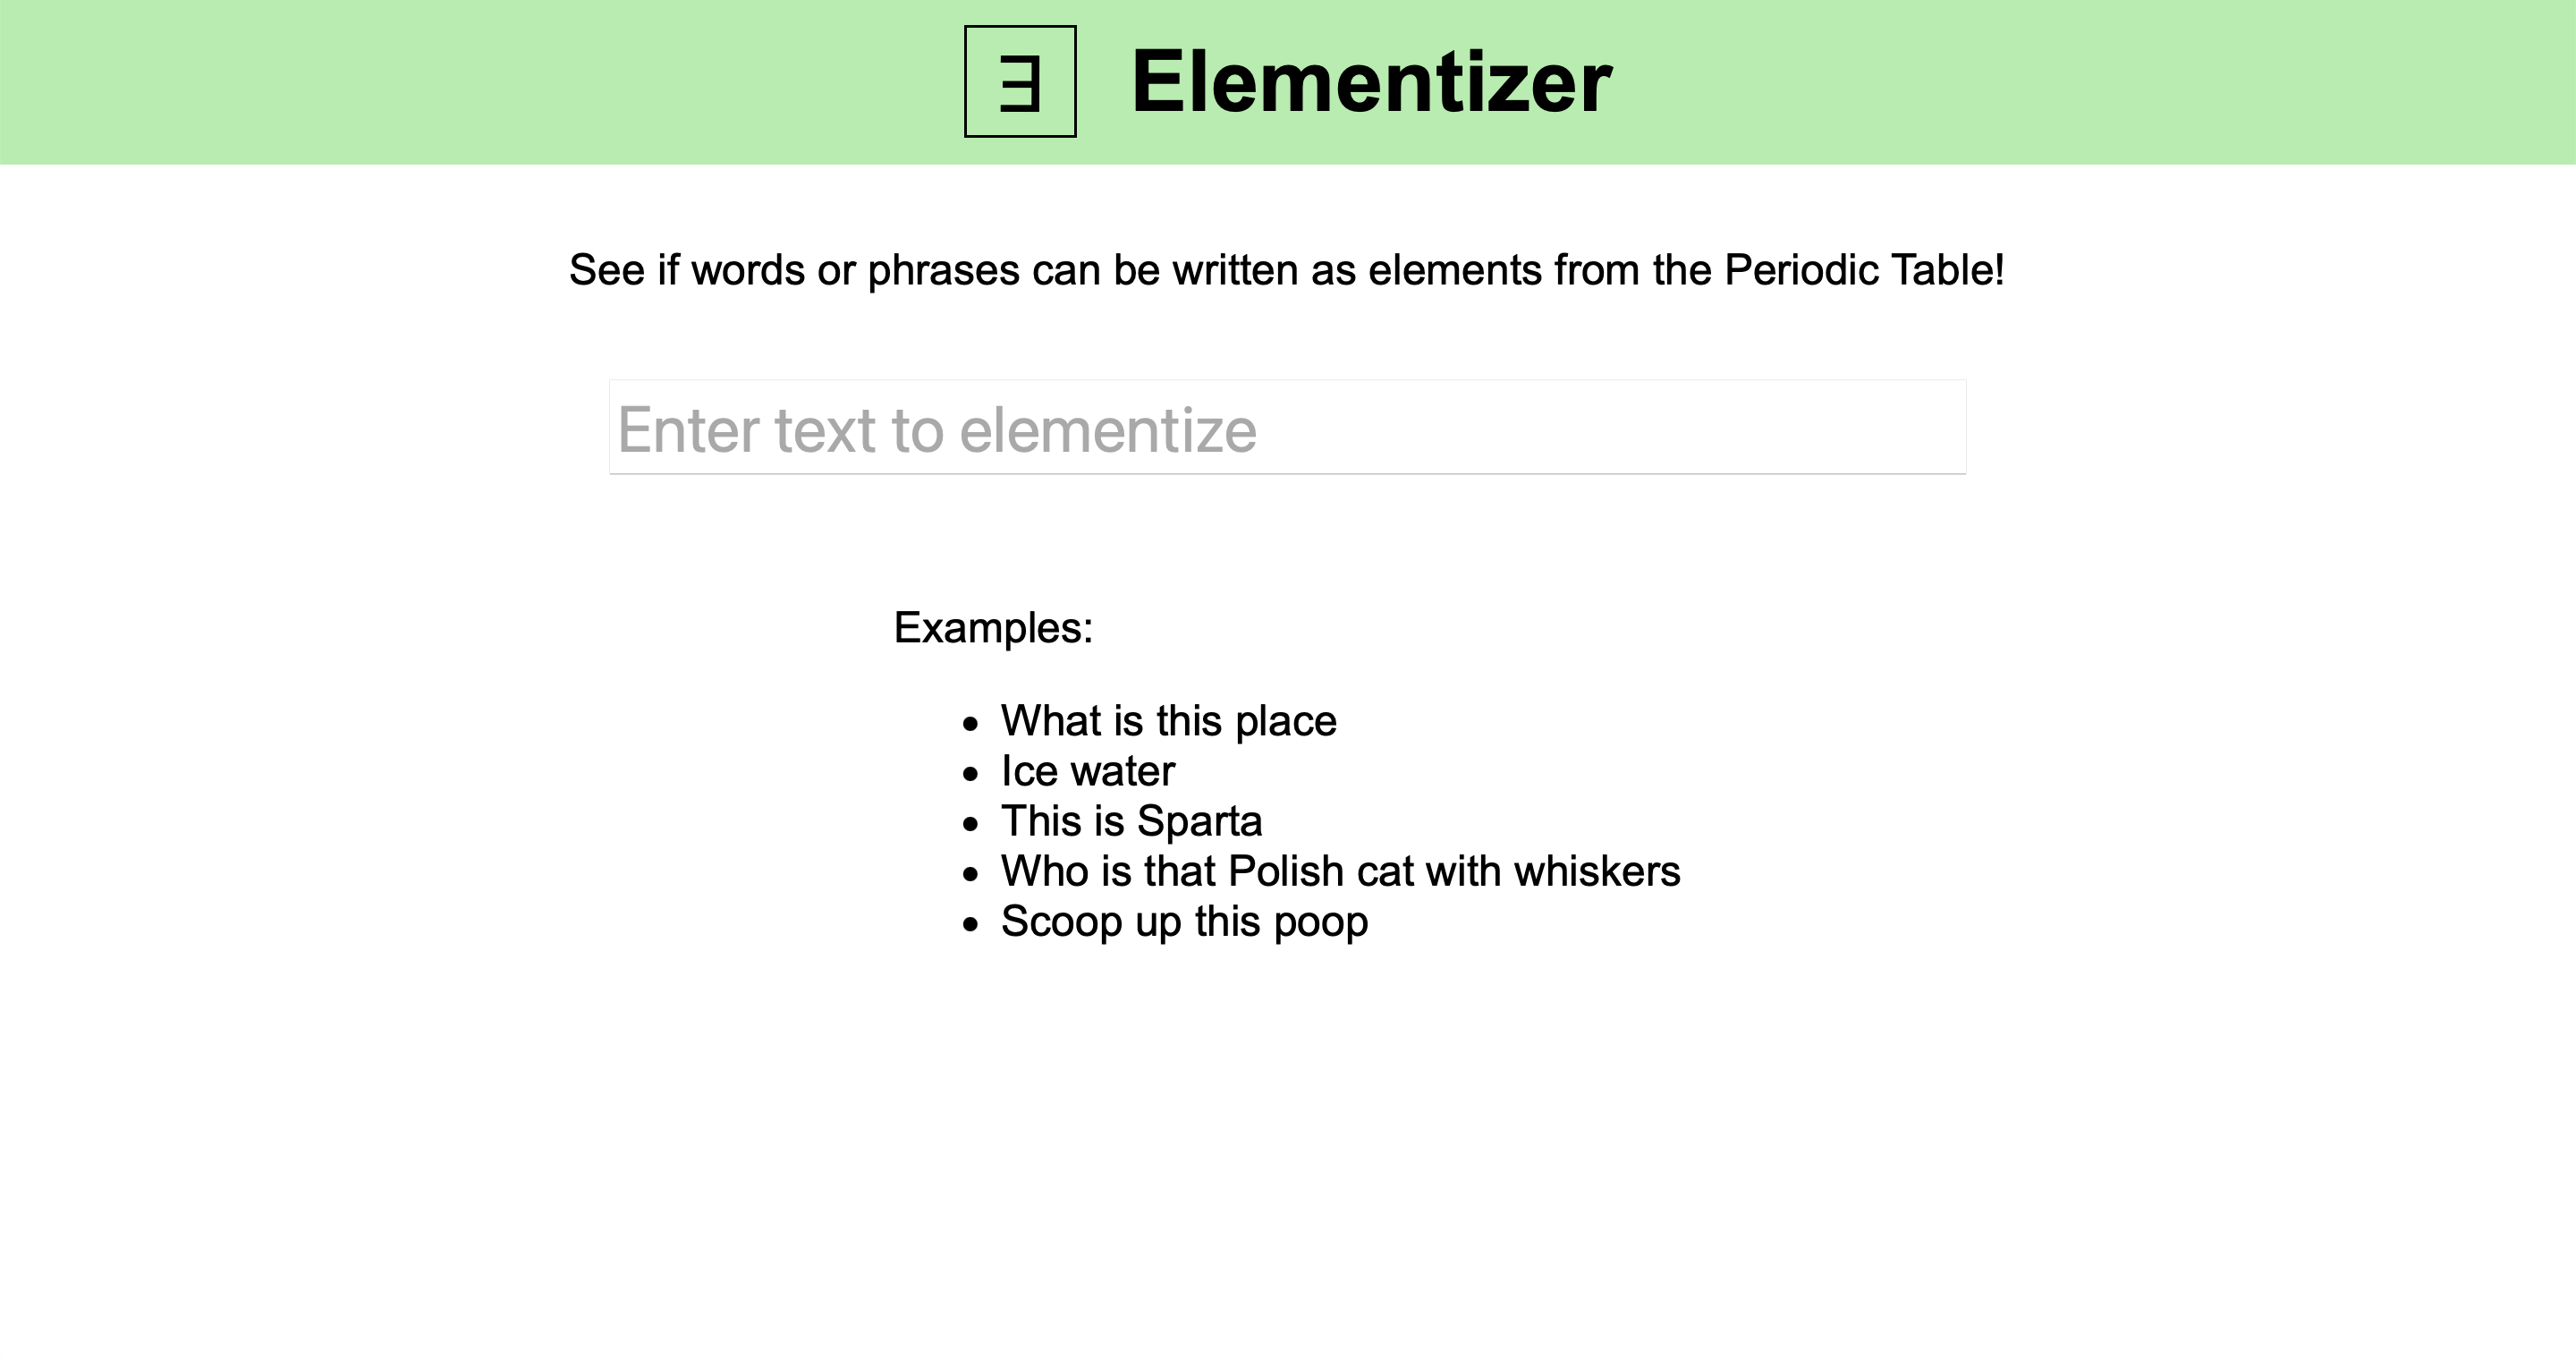 Ǝ Elementizer
See if words or phrases can be written as elements from the Periodic Table!
Enter text to elementize
Examples:
• What is this place
• Ice water
• This is Sparta
• Who is that Polish cat with whiskers
• Scoop up this poop